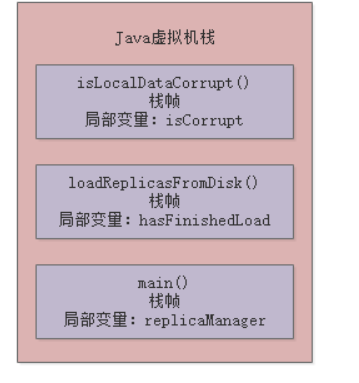 Java虚拟机栈
isLocalDataCorrupt()
栈帧
局部变量：isCorrupt
loadReplicasFromDisk()
栈帧
局部变量：hasFinishedLoad
main()
栈帧
局部变量：replicaManager